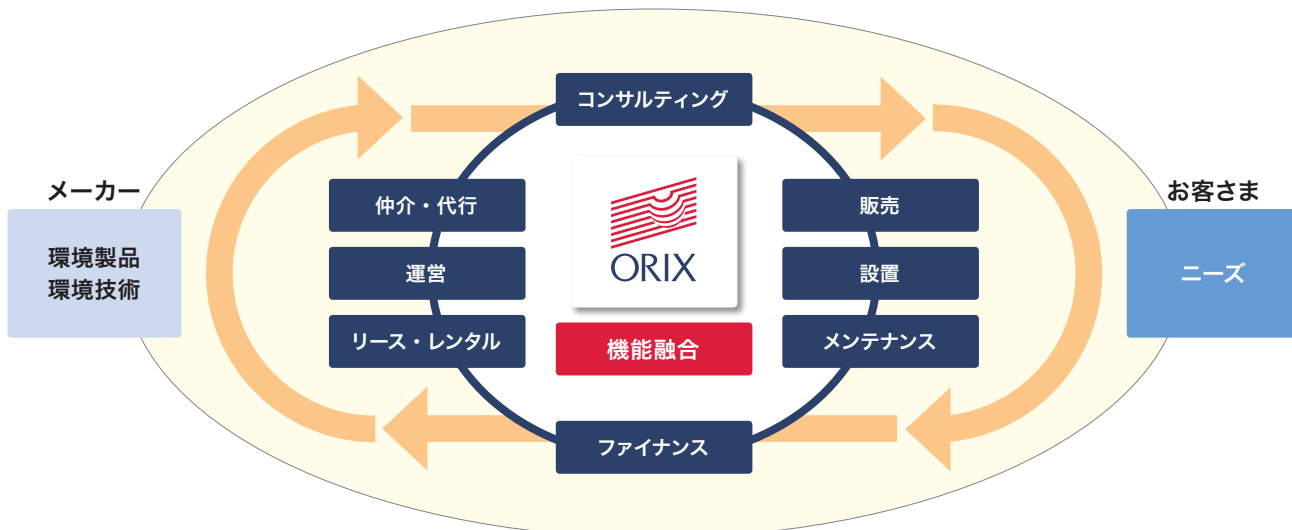 コンサルティング
メーカー
環境製品
環境技術
仲介・代行
運営
リース・レンタル
ORIX
機能融合
販売
設置
メンテナンス
ファイナンス
お客さま
ニーズ